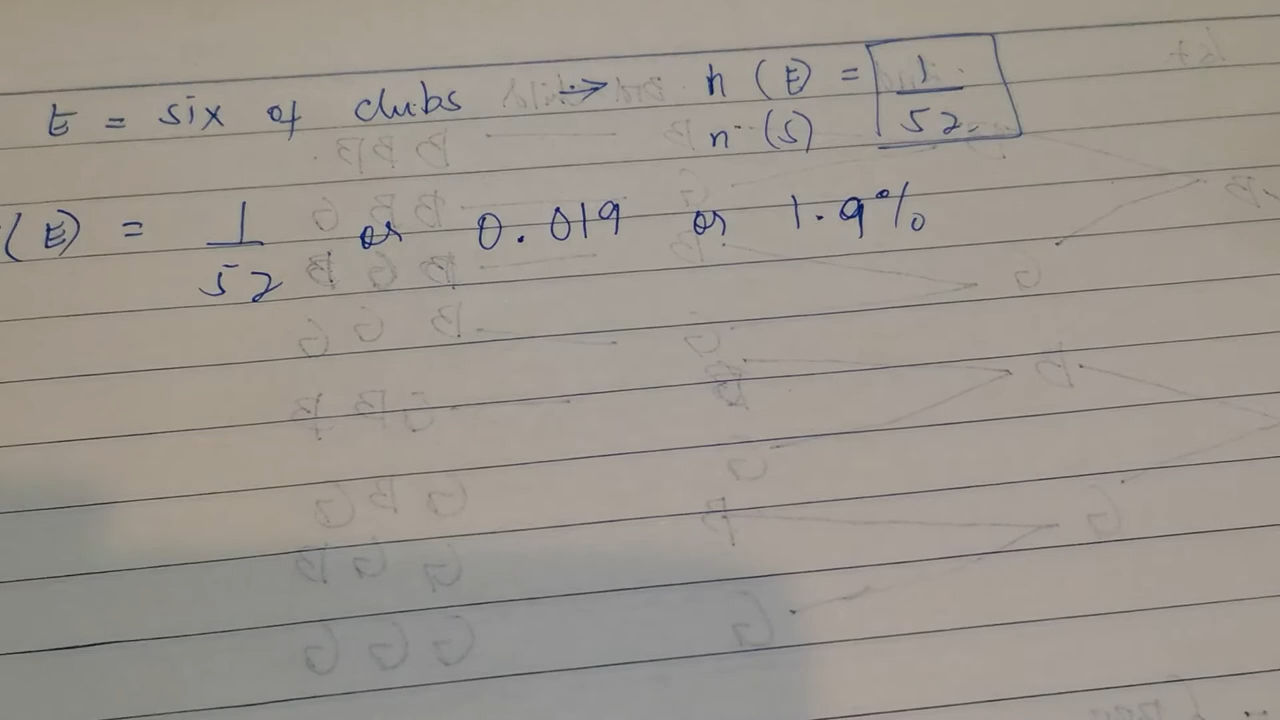 E = six of clubs → n (E) = 1
n (S) 52
(E) = 1 or 0.019 or 1.9%
52